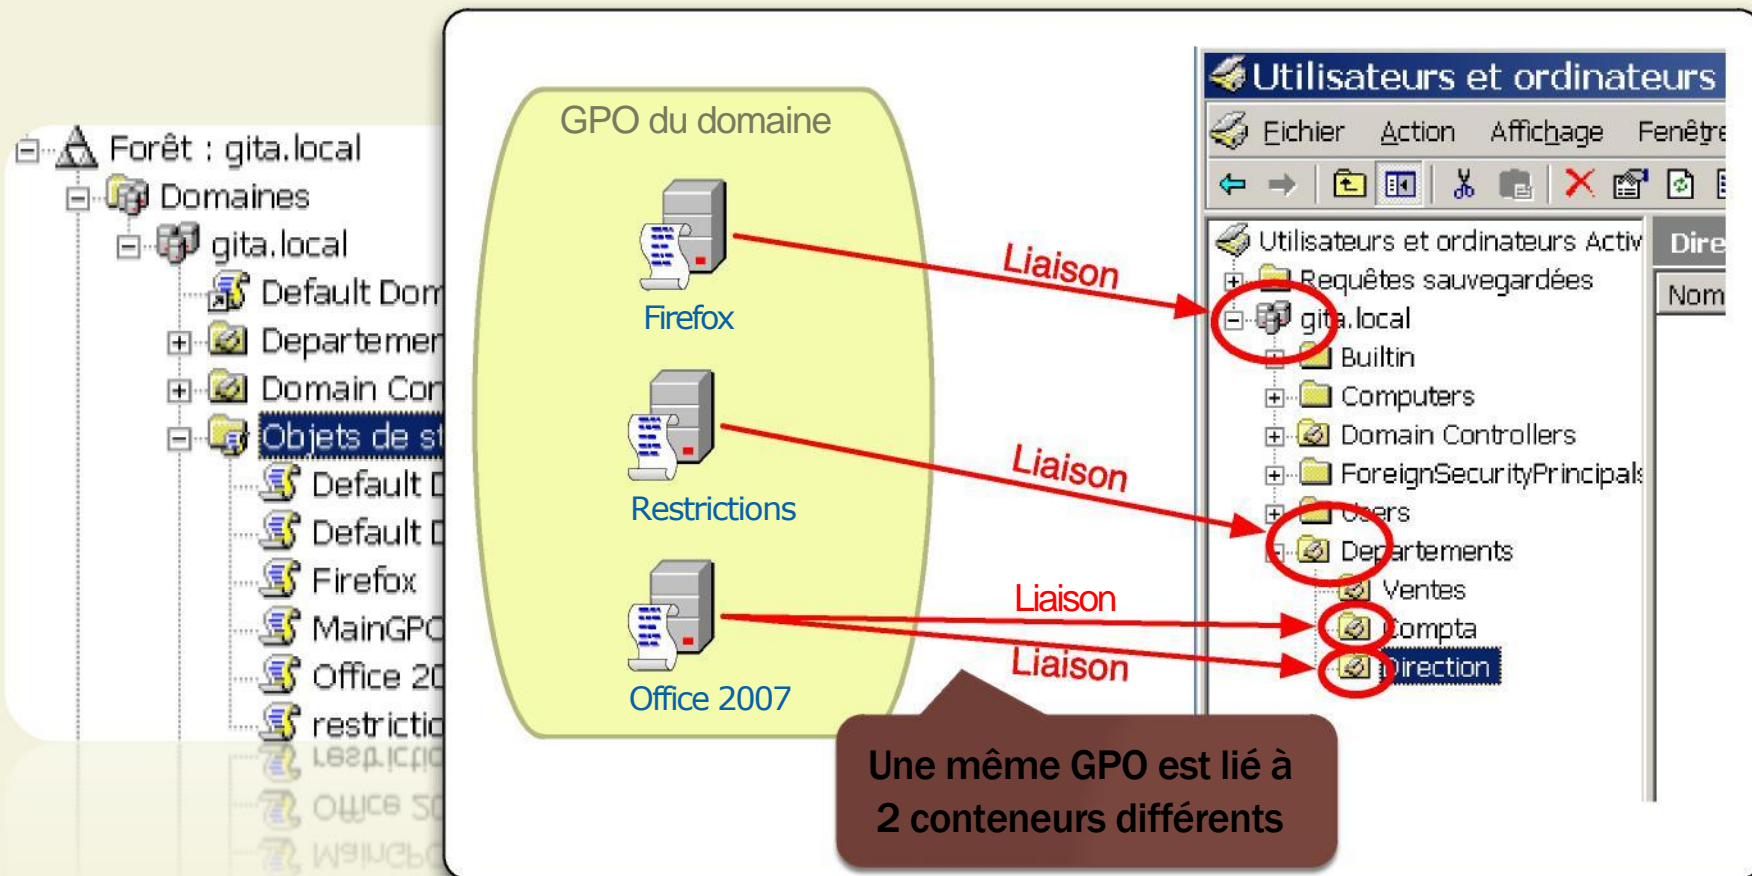 Forêt : gita.local
Domaines
gita.local
Default Dom
Departemen
Domain Con
Objets de st
Default D
Default D
Firefox
MainGPO
Office 20
restriction
GPO du domaine
Firefox
Restrictions
Office 2007
Liaison
Liaison
Liaison
Liaison
Une même GPO est lié à
2 conteneurs différents
Utilisateurs et ordinateurs
Fichier Action Affichage Fenêtre
Utilisateurs et ordinateurs Activ
Requêtes sauvegardées
gita.local
Builtin
Computers
Domain Controllers
ForeignSecurityPrincipals
Users
Departements
Ventes
Compta
Direction
Dire
Nom